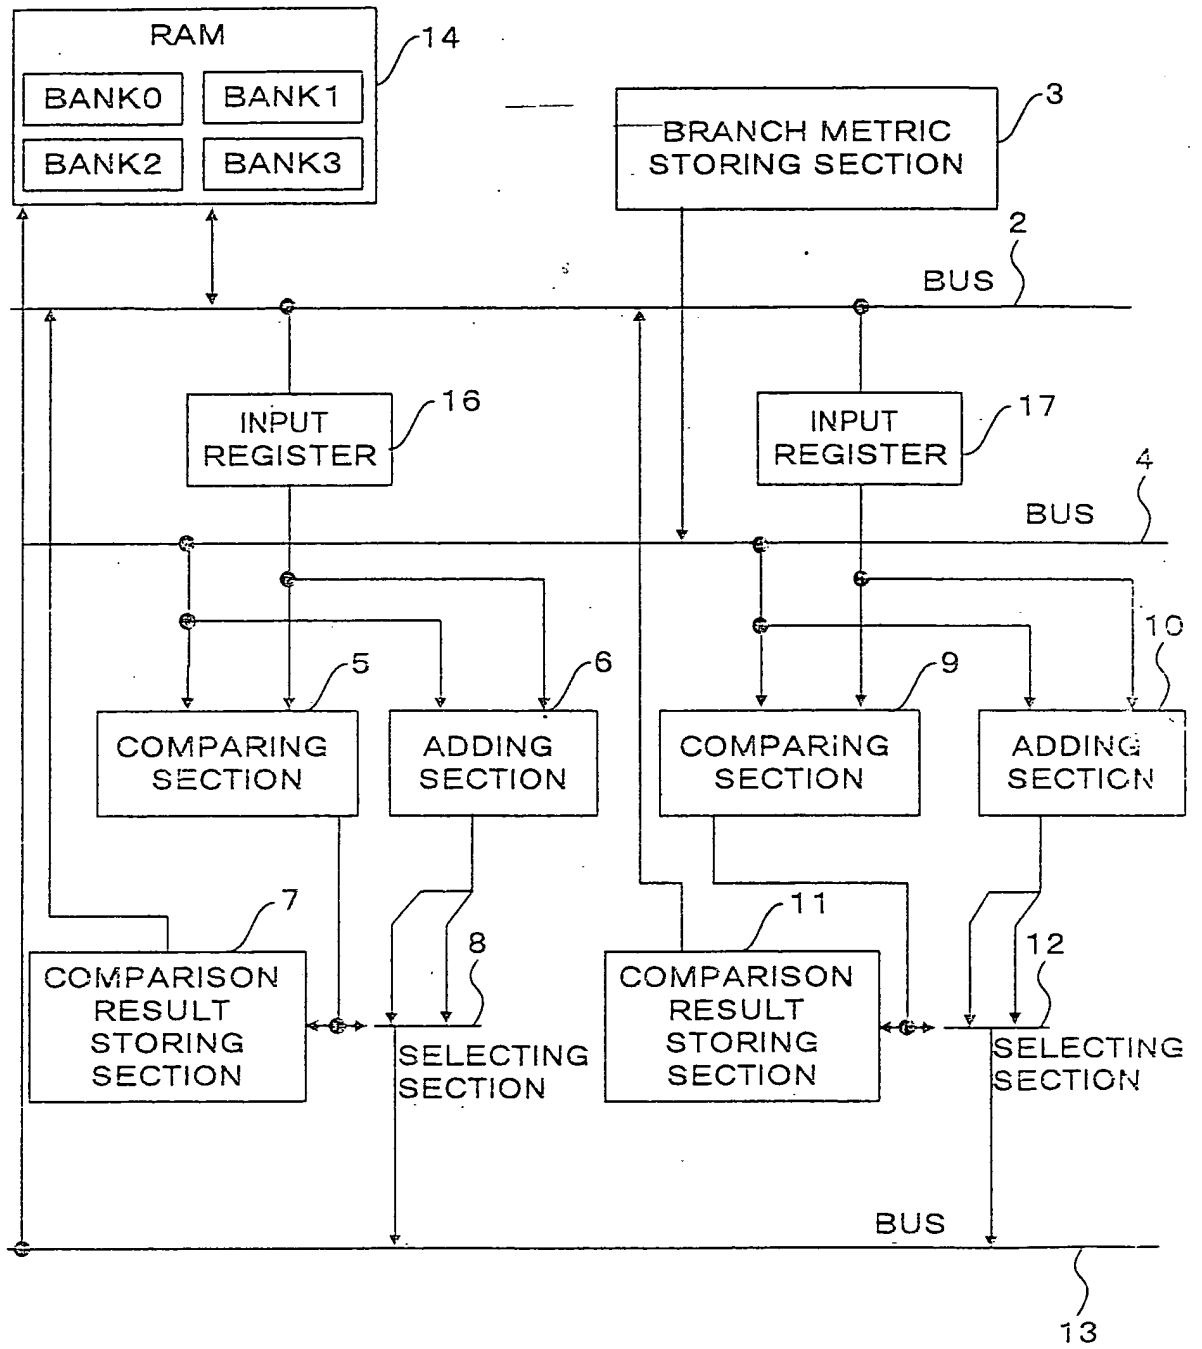 RAM
14
BANK0
BANK1
BANK2
BANK3
3
BRANCH METRIC
STORING SECTION
2
BUS
INPUT
REGISTER
16
INPUT
REGISTER
17
4
BUS
5
6
9
10
COMPARING
SECTION
ADDING
SECTION
COMPARING
SECTION
ADDING
SECTION
7
8
11
12
COMPARISON
RESULT
STORING
SECTION
SELECTING
SECTION
COMPARISON
RESULT
STORING
SECTION
SELECTING
SECTION
BUS
13